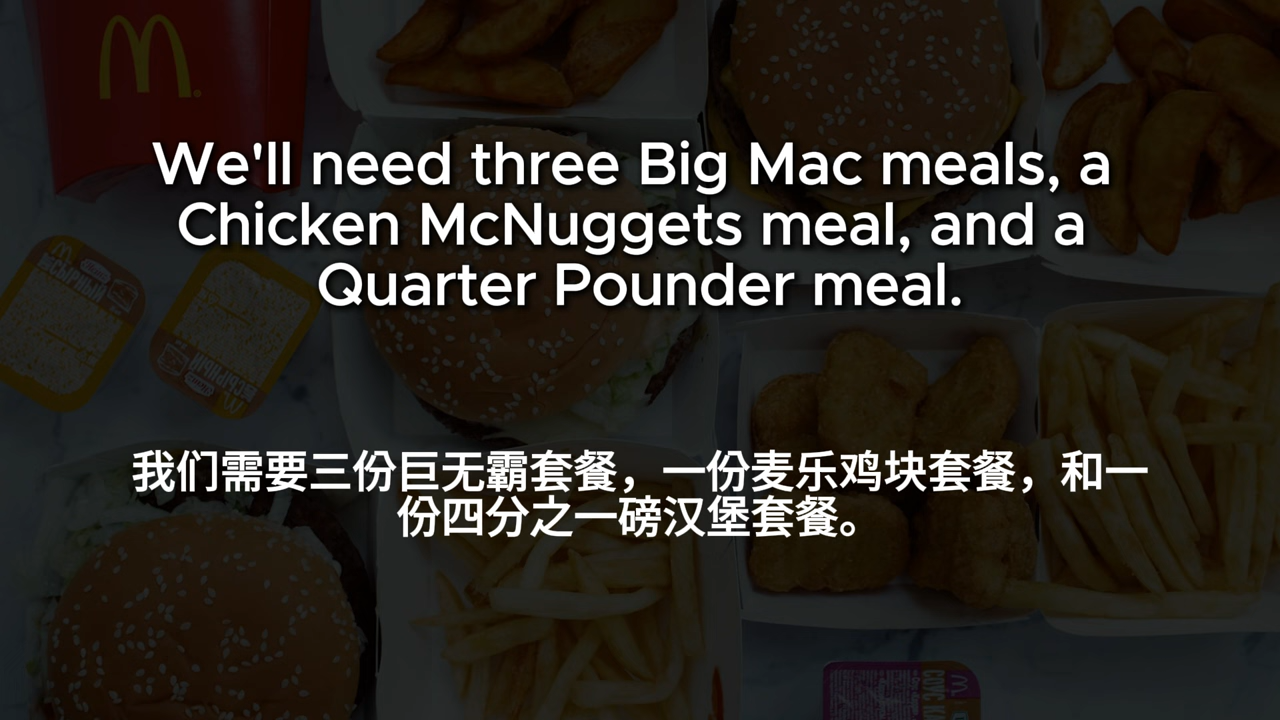 We'll need three Big Mac meals, a
Chicken McNuggets meal, and a
Quarter Pounder meal.
СЫРНЫЙ
我们需要三份巨无霸套餐，一份麦乐鸡块套餐，和一
份四分之一磅汉堡套餐。